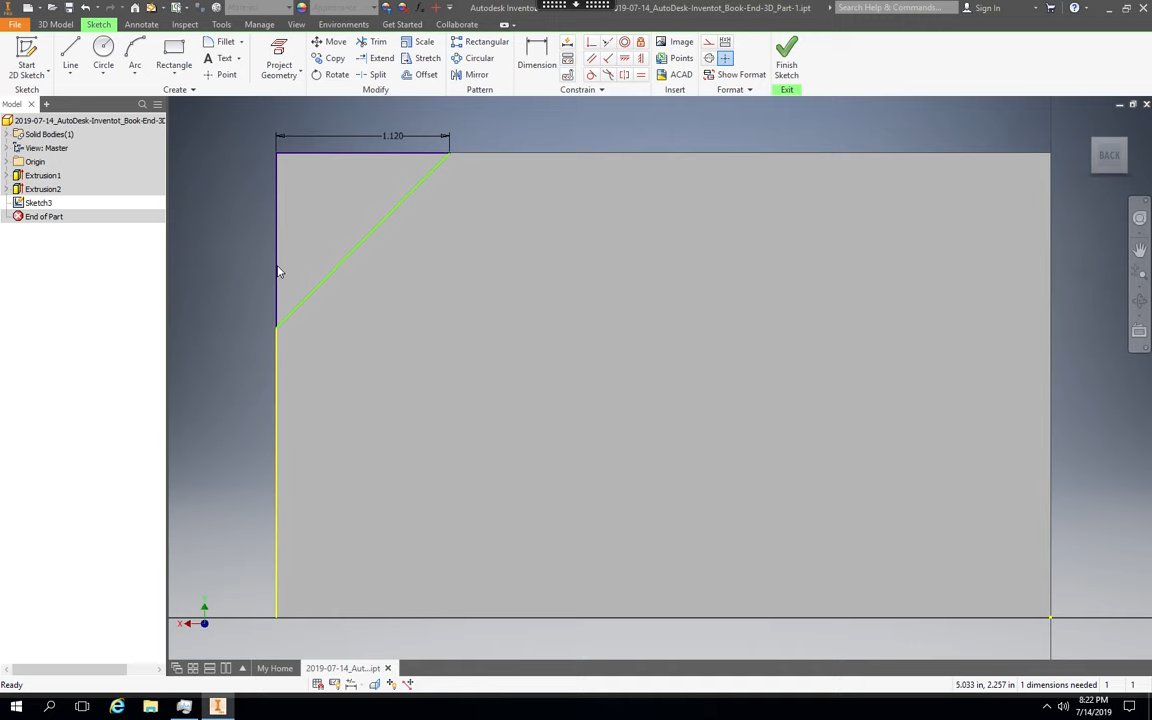 Autodesk Inventor
2019-07-14_AutoDesk-Inventor_Book-End-3D_Part-1.ipt
Search Help & Commands...
Sign In
File 3D Model Sketch Annotate Inspect Tools Manage View Environments Get Started Collaborate
Start
2D Sketch
Line
Circle
Arc
Rectangle
Fillet
Text
Point
Project
Geometry
Move
Copy
Rotate
Trim
Extend
Split
Scale
Stretch
Offset
Rectangular
Circular
Mirror
Dimension
Image
Points
ACAD
Show Format
Finish
Sketch
Sketch
Create
Modify
Pattern
Constrain
Insert
Format
Exit
Model
2019-07-14_AutoDesk-Inventot_Book-End-3D
Solid Bodies(1)
View: Master
Origin
Extrusion1
Extrusion2
Sketch3
End of Part
1.120
BACK
X
My Home
2019-07-14_Aut...ipt
Ready
5.033 in, 2.257 in 1 dimensions needed 1 1
8:22 PM
7/14/2019